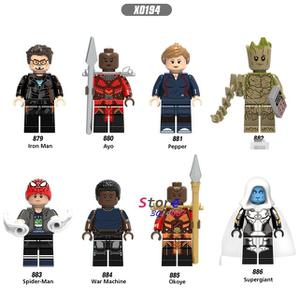 X0194
879
Iron Man
880
Ayo
881
Pepper
882
883
Spider-Man
884
War Machine
885
Okoye
886
Supergiant
Store